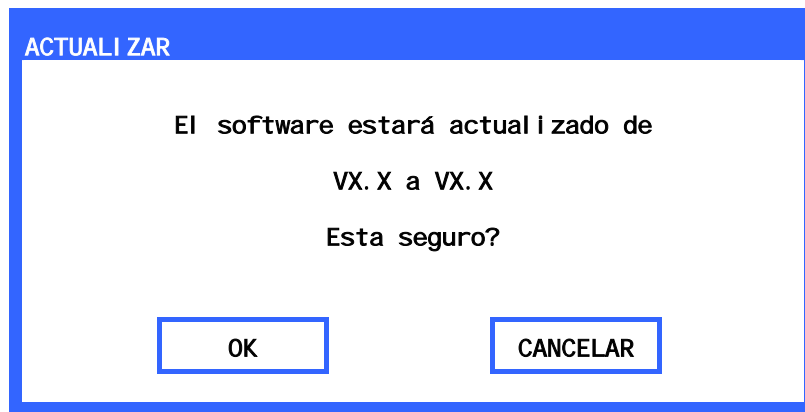 ACTUALIZAR
El software estará actualizado de
VX.X a VX.X
Esta seguro?
OK
CANCELAR